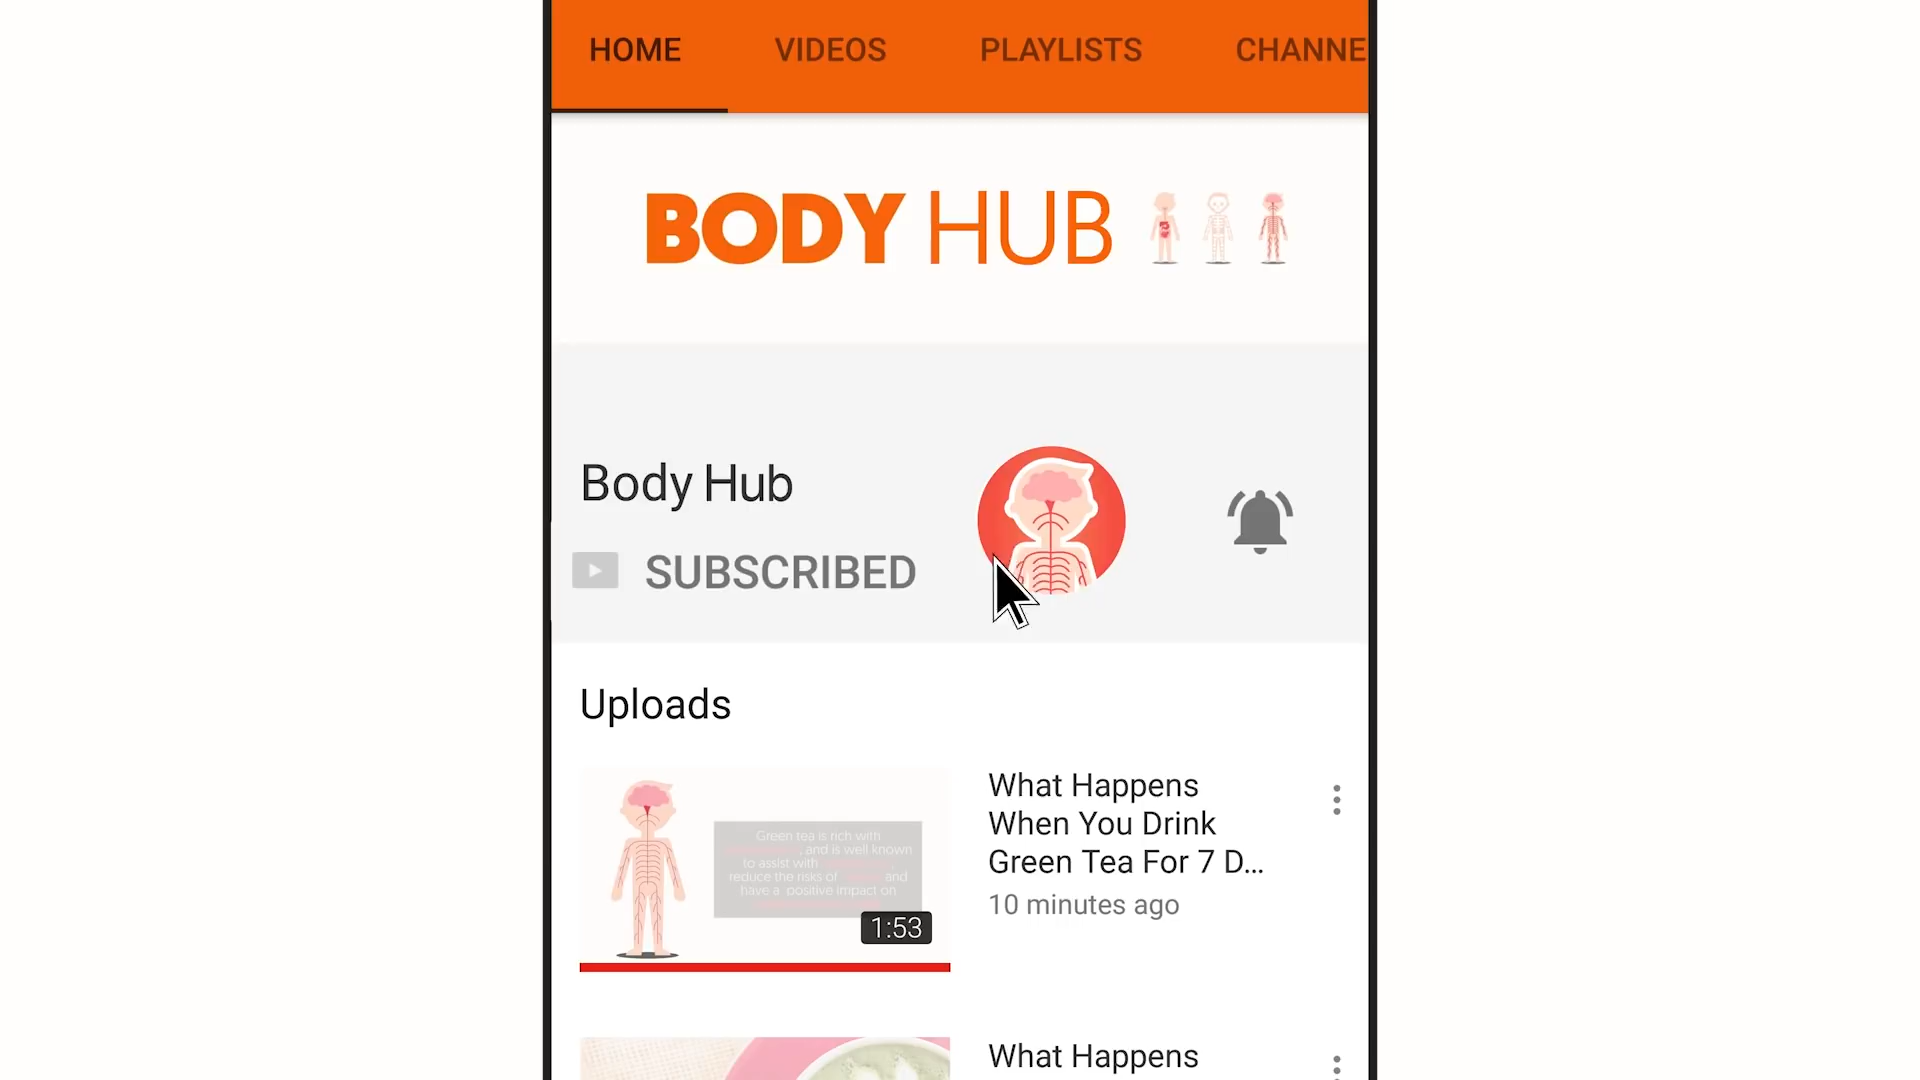 HOME VIDEOS PLAYLISTS CHANNE
BODY HUB
Body Hub
SUBSCRIBED
Uploads
What Happens
When You Drink
Green Tea For 7 D...
10 minutes ago
Green tea is rich with
, and is well known
to assist with
reduce the risks of and
have a positive impact on
1:53
What Happens